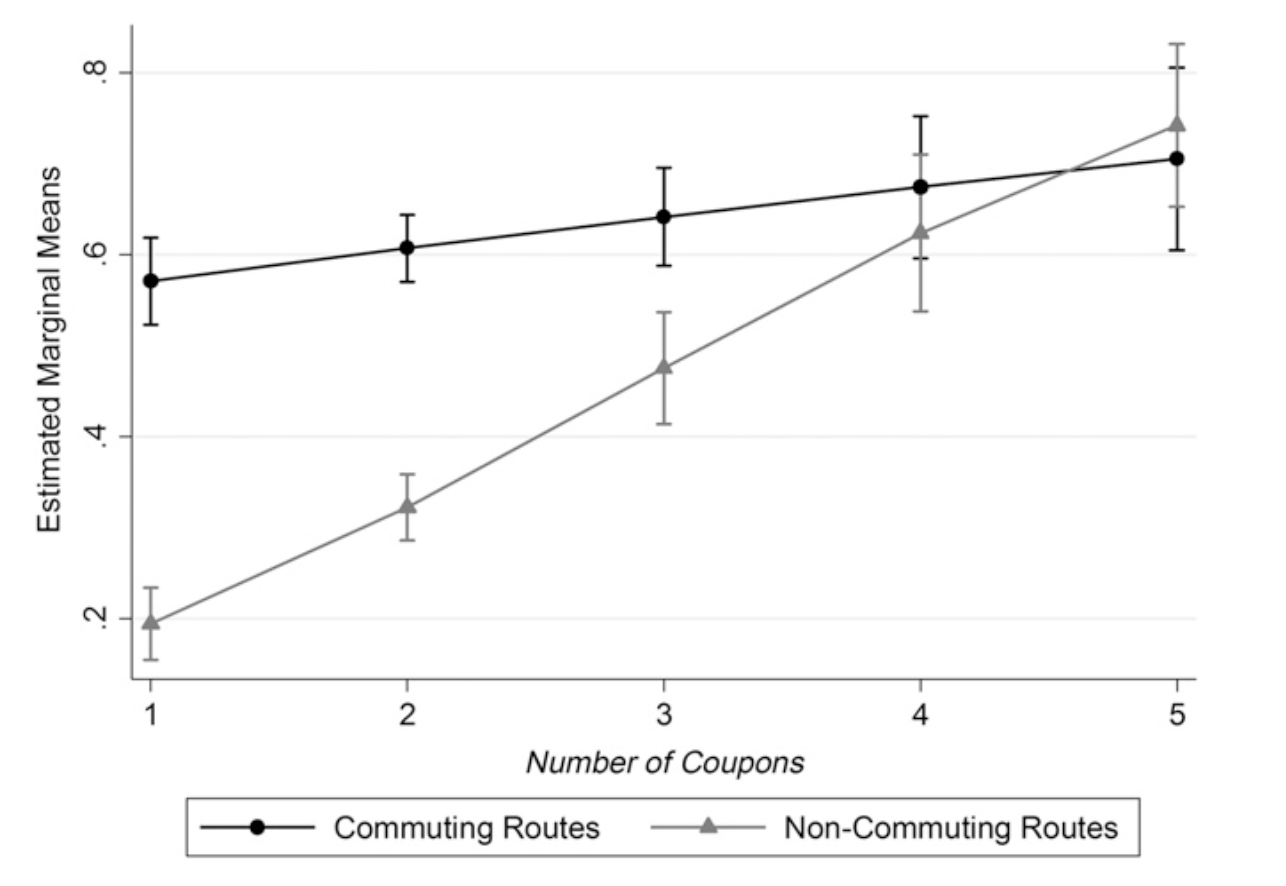 .8
.6
.4
.2
Estimated Marginal Means
1 2 3 4 5
Number of Coupons
Commuting Routes Non-Commuting Routes